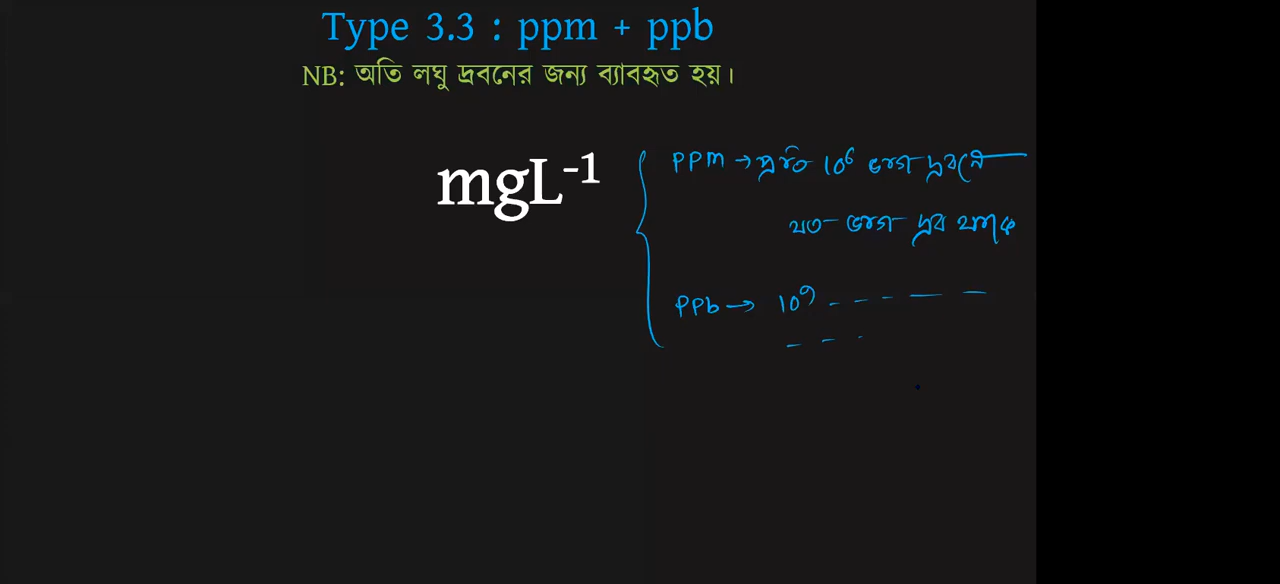 Type 3.3 : ppm + ppb
NB: অতি লঘু দ্রবনের জন্য ব্যাবহৃত হয়।
mgL⁻¹
ppm → প্রতি 10⁶ ভাগ দ্রবনে
যত ভাগ দ্রব থাকে
ppb → 10⁹ - - - - -
- - -